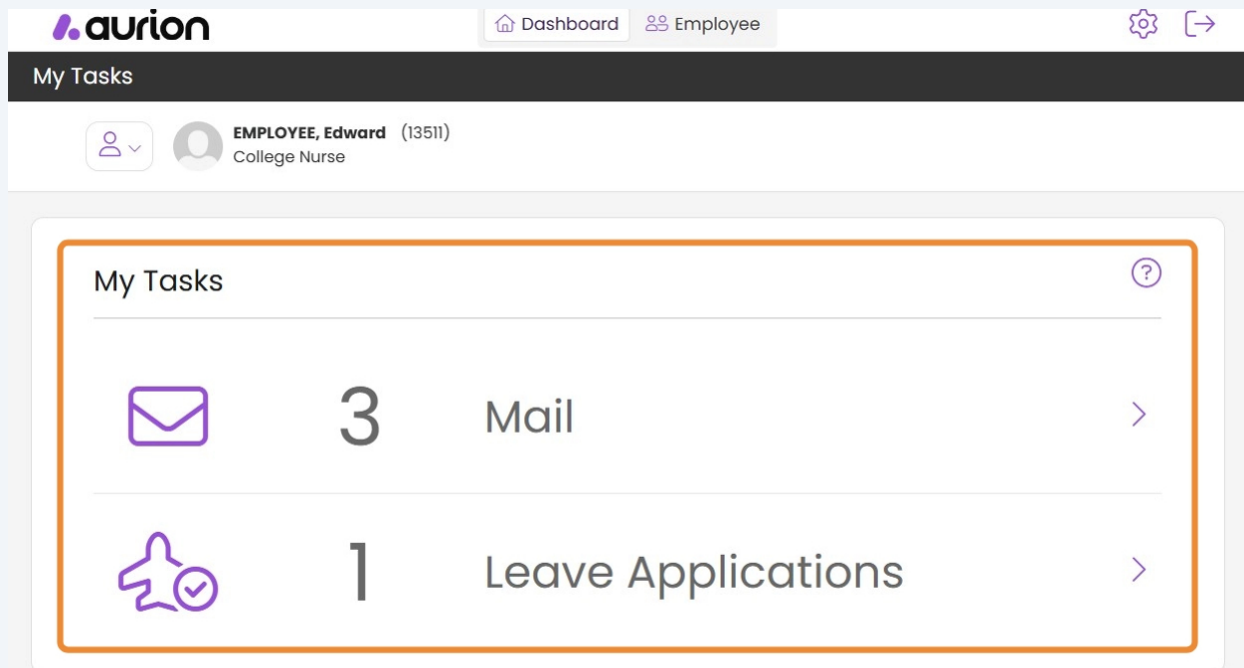 aurion
Dashboard Employee
My Tasks
EMPLOYEE, Edward (13511)
College Nurse
My Tasks
?
3 Mail
1 Leave Applications